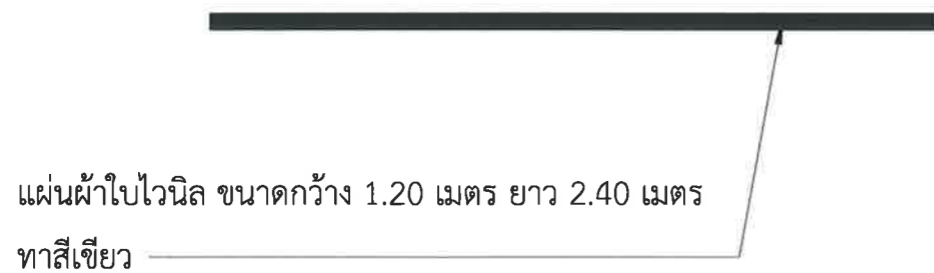 แผ่นผ้าใบไวนิล ขนาดกว้าง 1.20 เมตร ยาว 2.40 เมตร
ทาสีเขียว